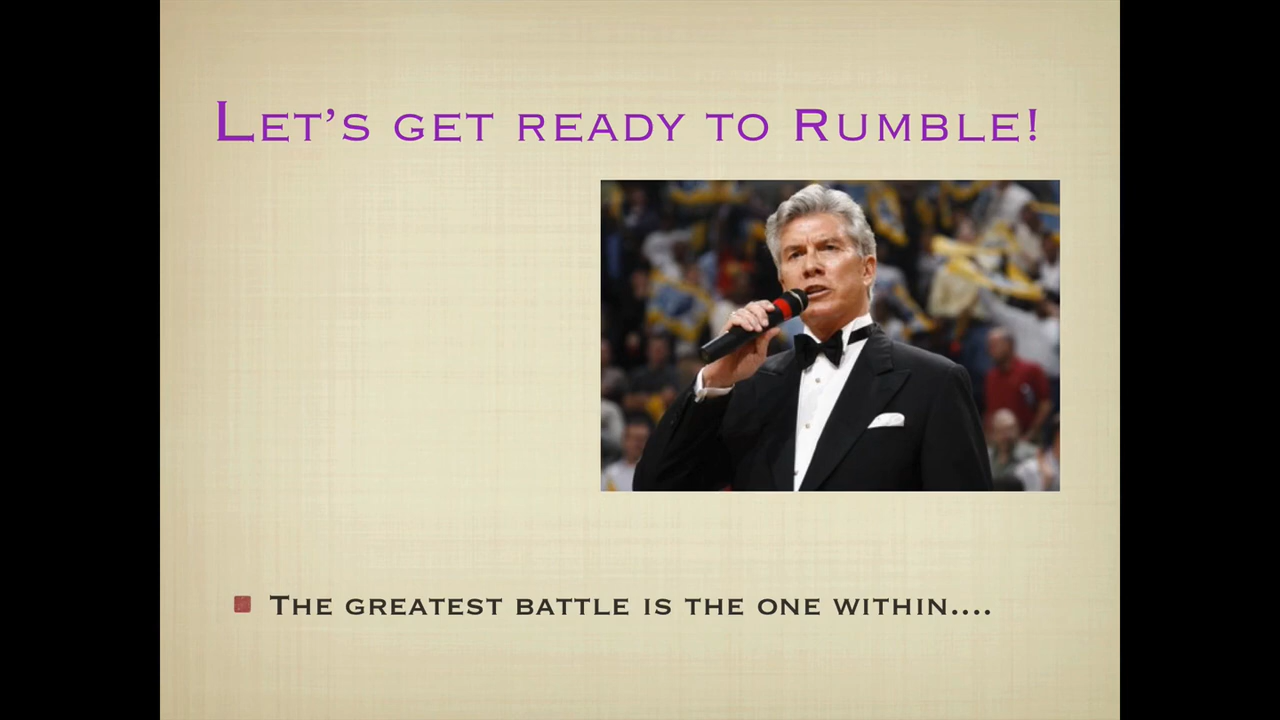 Let's get ready to Rumble!
The greatest battle is the one within....